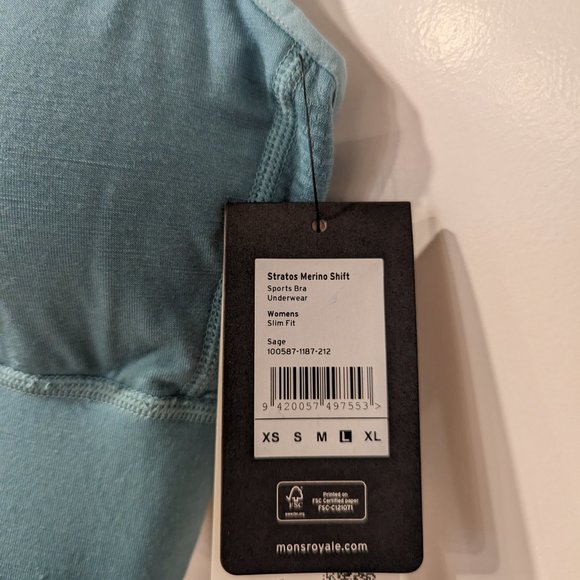 Stratos Merino Shift
Sports Bra
Underwear
Womens
Slim Fit
Sage
100587-1187-212
9 420057 497553 >
XS S M L XL
FSC
Printed on
FSC Certified paper
FSC-C121071
monsroyale.com